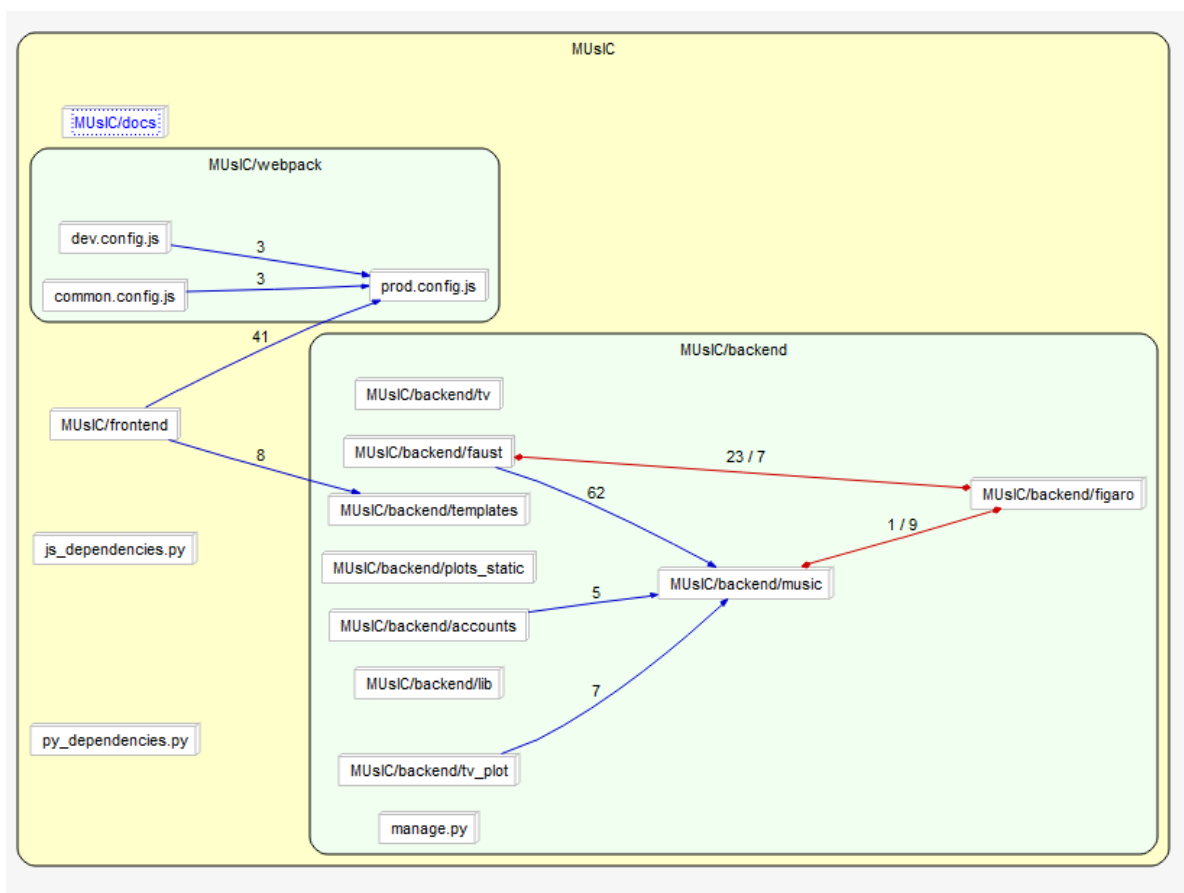 MUsIC
MUsIC/docs
MUsIC/webpack
dev.config.js
3
common.config.js
3
prod.config.js
41
MUsIC/backend
MUsIC/backend/tv
MUsIC/frontend
8
MUsIC/backend/faust
23 / 7
62
MUsIC/backend/figaro
MUsIC/backend/templates
1 / 9
js_dependencies.py
MUsIC/backend/plots_static
MUsIC/backend/music
5
MUsIC/backend/accounts
MUsIC/backend/lib
7
py_dependencies.py
MUsIC/backend/tv_plot
manage.py